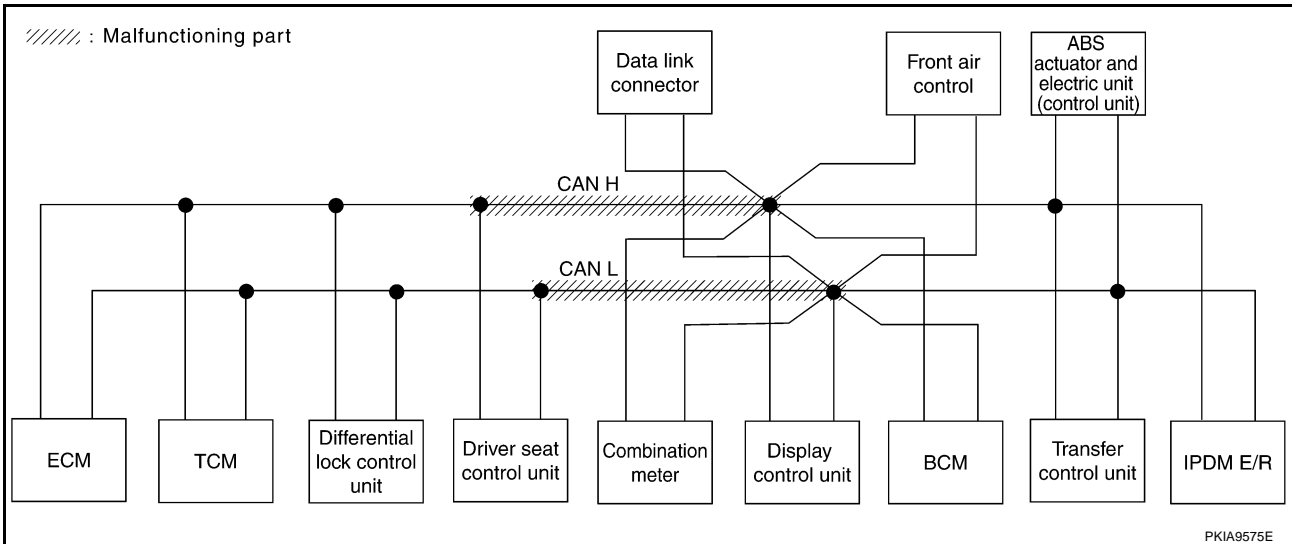 : Malfunctioning part
Data link
connector
Front air
control
ABS
actuator and
electric unit
(control unit)
CAN H
CAN L
ECM
TCM
Differential
lock control
unit
Driver seat
control unit
Combination
meter
Display
control unit
BCM
Transfer
control unit
IPDM E/R
PKIA9575E